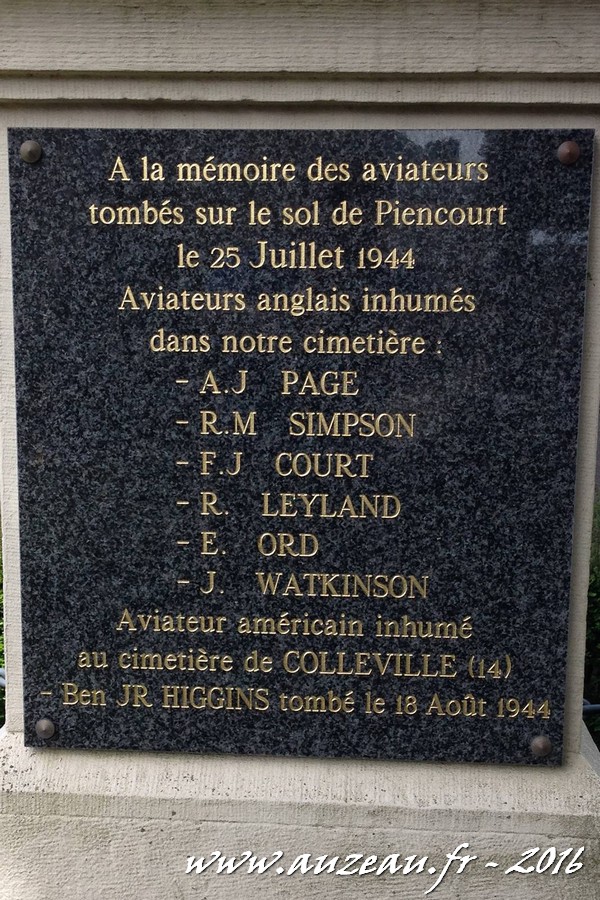 A la mémoire des aviateurs
tombés sur le sol de Piencourt
le 25 Juillet 1944
Aviateurs anglais inhumés
dans notre cimetière :
- A.J PAGE
- R.M SIMPSON
- F.J COURT
- R. LEYLAND
- E. ORD
- J. WATKINSON
Aviateur américain inhumé
au cimetière de COLLEVILLE (14)
- Ben JR HIGGINS tombé le 18 Août 1944
www.auzeau.fr - 2016